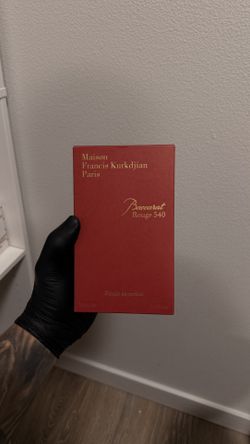 Maison
Francis Kurkdjian
Paris
Baccarat
Rouge 540